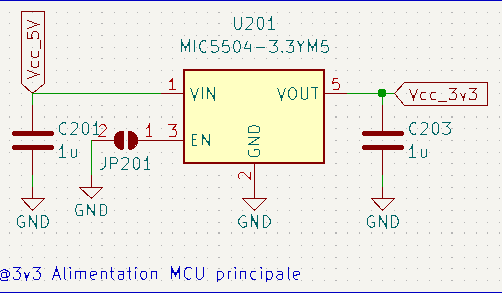 U201
MIC5504-3.3YM5
Vcc_5V
1
VIN
VOUT
5
Vcc_3v3
C201
1u
2
1
3
EN
JP201
GND
2
C203
1u
GND
GND
GND
GND
@3v3 Alimentation MCU principale